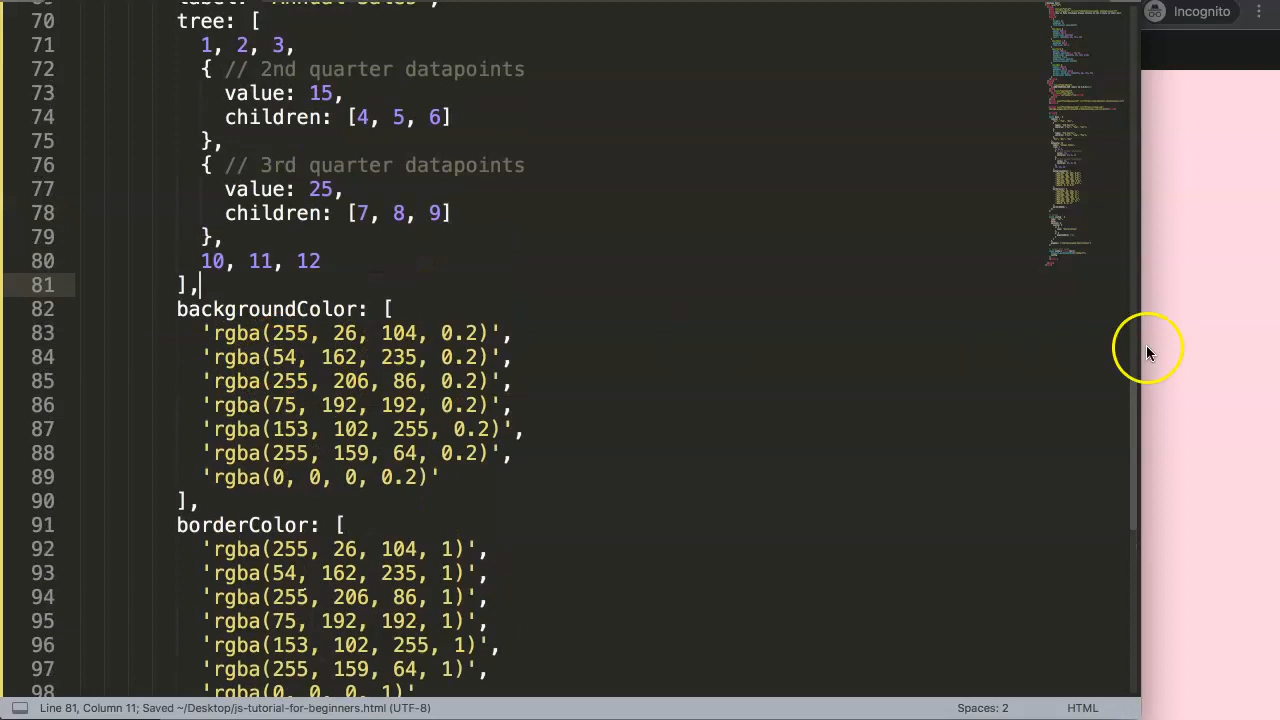 Incognito
70 tree: [
71 1, 2, 3,
72 { // 2nd quarter datapoints
73 value: 15,
74 children: [4, 5, 6]
75 },
76 { // 3rd quarter datapoints
77 value: 25,
78 children: [7, 8, 9]
79 },
80 10, 11, 12
81 ],
82 backgroundColor: [
83 'rgba(255, 26, 104, 0.2)',
84 'rgba(54, 162, 235, 0.2)',
85 'rgba(255, 206, 86, 0.2)',
86 'rgba(75, 192, 192, 0.2)',
87 'rgba(153, 102, 255, 0.2)',
88 'rgba(255, 159, 64, 0.2)',
89 'rgba(0, 0, 0, 0.2)'
90 ],
91 borderColor: [
92 'rgba(255, 26, 104, 1)',
93 'rgba(54, 162, 235, 1)',
94 'rgba(255, 206, 86, 1)',
95 'rgba(75, 192, 192, 1)',
96 'rgba(153, 102, 255, 1)',
97 'rgba(255, 159, 64, 1)',
98 'rgba(0, 0, 0, 1)'
Line 81, Column 11; Saved ~/Desktop/js-tutorial-for-beginners.html (UTF-8) Spaces: 2 HTML